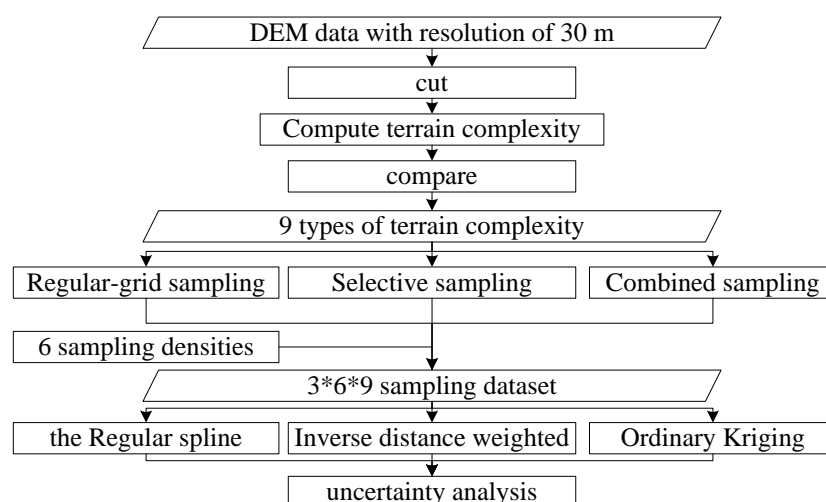 DEM data with resolution of 30 m
cut
Compute terrain complexity
compare
9 types of terrain complexity
Regular-grid sampling
Selective sampling
Combined sampling
6 sampling densities
3*6*9 sampling dataset
the Regular spline
Inverse distance weighted
Ordinary Kriging
uncertainty analysis